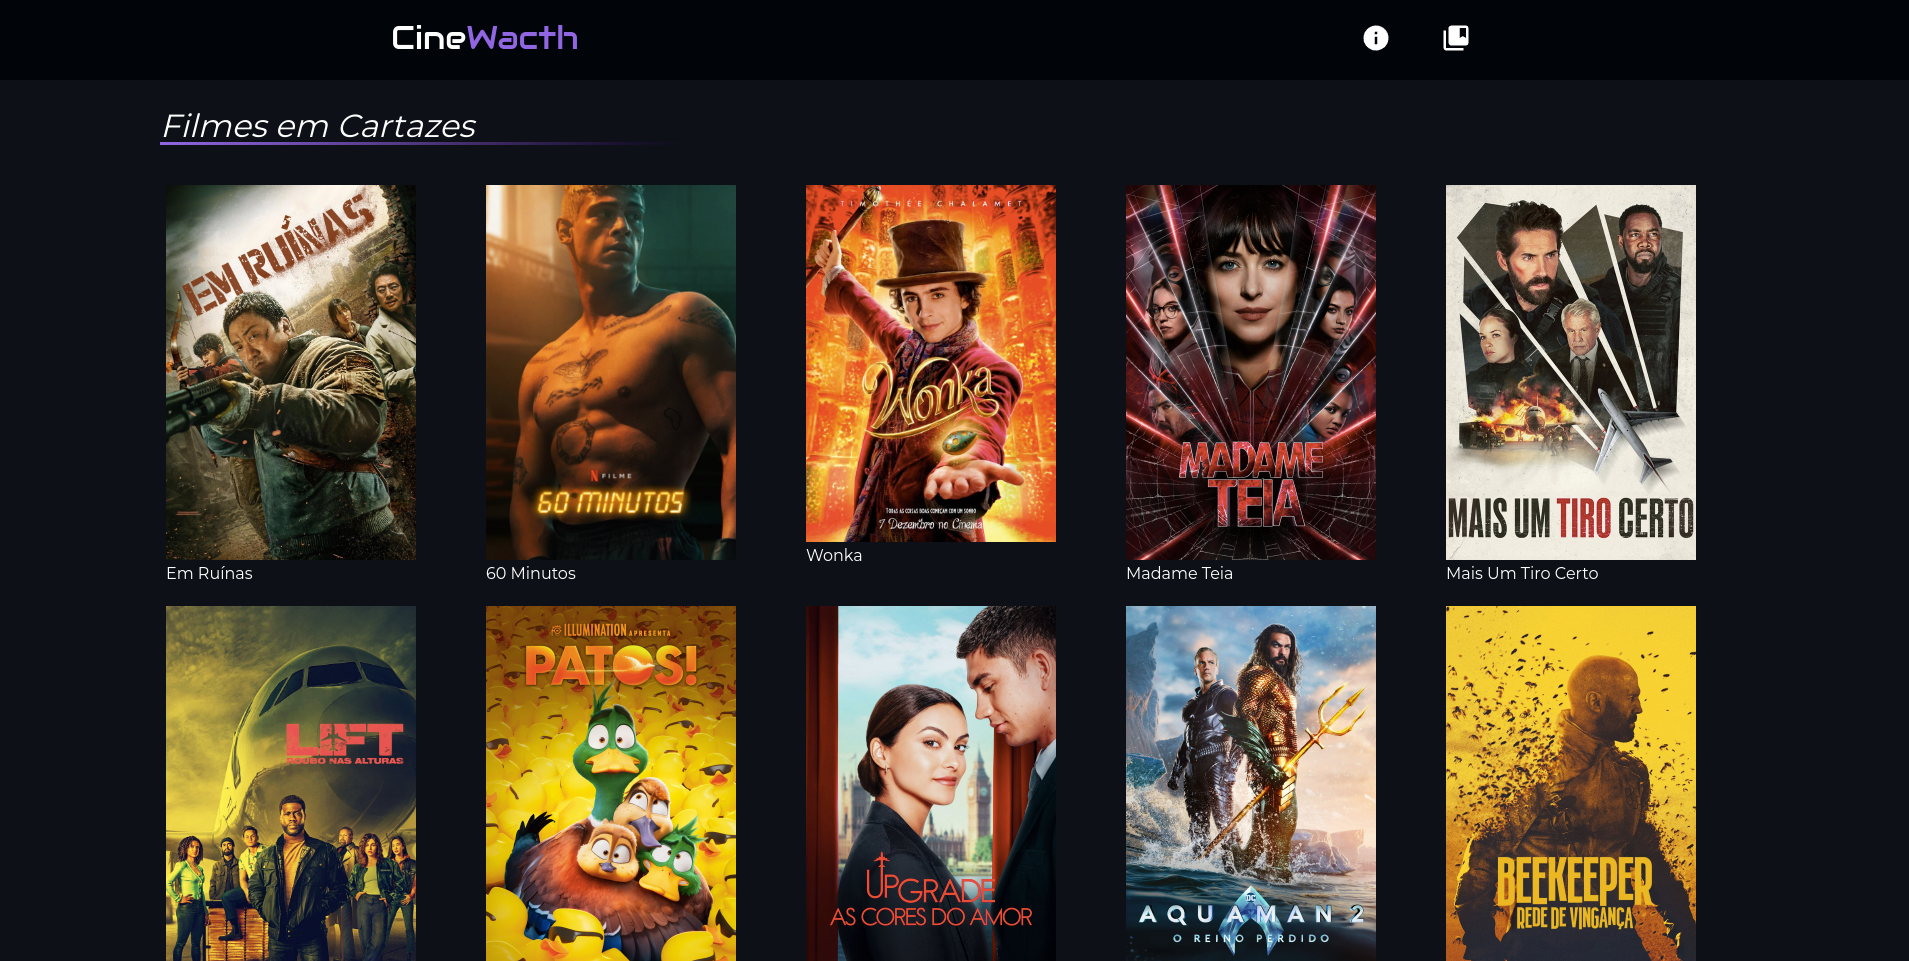 CineWacth
Filmes em Cartazes
EM RUÍNAS
N FILME
60 MINUTOS
TIMOTHÉE CHALAMET
Wonka
TODAS AS COISAS BOAS COMEÇAM COM UM SONHO
7 Dezembro no Cinema
MADAME
TEIA
MAIS UM TIRO CERTO
Em Ruínas
60 Minutos
Wonka
Madame Teia
Mais Um Tiro Certo
LIFT
ROUBO NAS ALTURAS
ILLUMINATION APRESENTA
PATOS!
UPGRADE
AS CORES DO AMOR
DC
AQUAMAN 2
O REINO PERDIDO
BEEKEEPER
REDE DE VINGANÇA